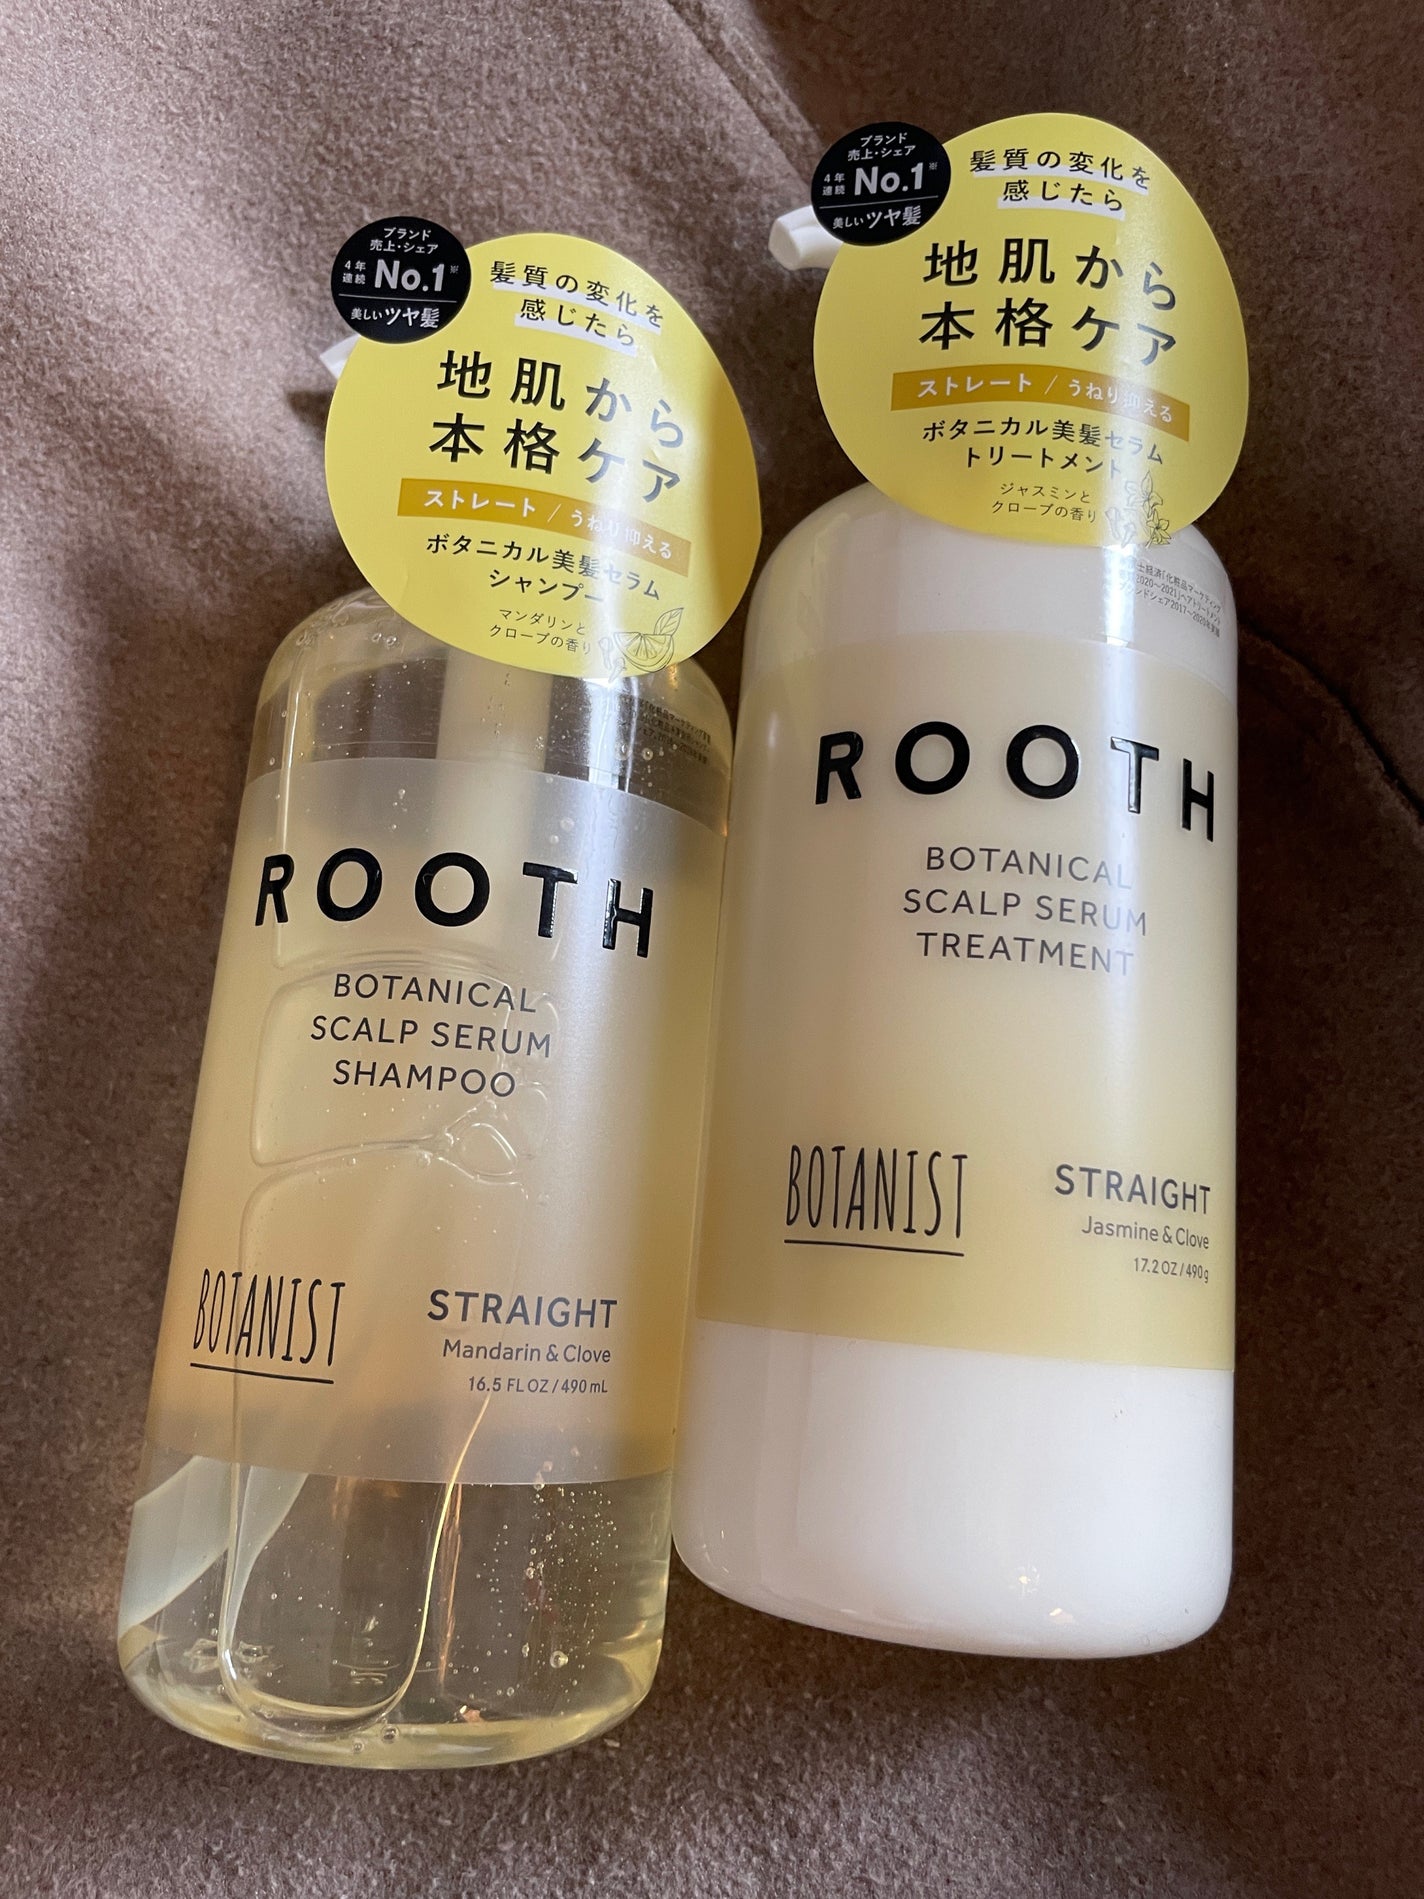 ブランド
売上・シェア
4年
連続 No.1※
美しいツヤ髪
髪質の変化を
感じたら
地肌から
本格ケア
ストレート / うねり抑える
ボタニカル美髪セラム
シャンプー
マンダリンと
クローブの香り
ROOTH
BOTANICAL
SCALP SERUM
SHAMPOO
BOTANIST
STRAIGHT
Mandarin & Clove
16.5 FL OZ / 490 mL
ブランド
売上・シェア
4年
連続 No.1※
美しいツヤ髪
髪質の変化を
感じたら
地肌から
本格ケア
ストレート / うねり抑える
ボタニカル美髪セラム
トリートメント
ジャスミンと
クローブの香り
ROOTH
BOTANICAL
SCALP SERUM
TREATMENT
BOTANIST
STRAIGHT
Jasmine & Clove
17.2 OZ / 490 g